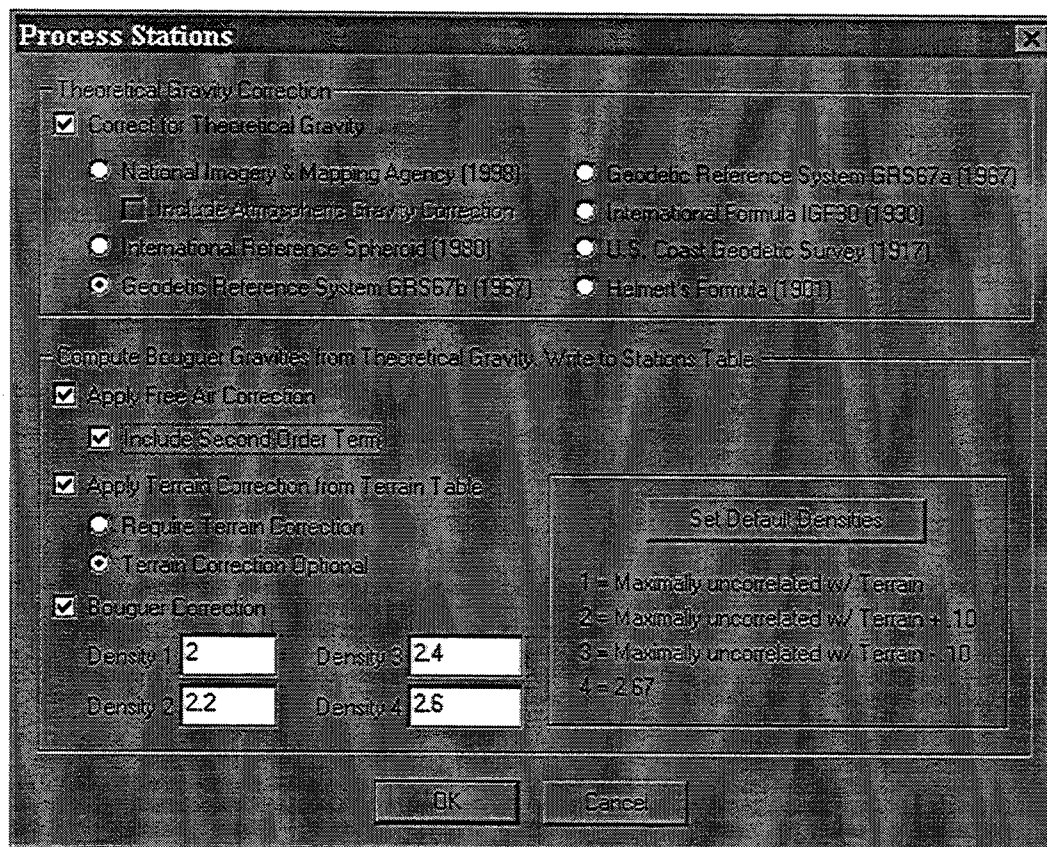 Process Stations
Theoretical Gravity Correction
Correct for Theoretical Gravity
National Imagery & Mapping Agency (1998)
Include Atmospheric Gravity Correction
International Reference Spheroid (1980)
Geodetic Reference System GRS67b (1967)
Geodetic Reference System GRS67a (1967)
International Formula IGF30 (1930)
U.S. Coast Geodetic Survey (1917)
Helmert's Formula (1901)
Compute Bouguer Gravities from Theoretical Gravity. Write to Stations Table
Apply Free Air Correction
Include Second Order Term
Apply Terrain Correction from Terrain Table
Require Terrain Correction
Terrain Correction Optional
Bouguer Correction
Density 1 2
Density 3 2.4
Density 2 2.2
Density 4 2.6
Set Default Densities
1 = Maximally uncorrelated w/ Terrain
2 = Maximally uncorrelated w/ Terrain + .10
3 = Maximally uncorrelated w/ Terrain - .10
4 = 2.67
OK
Cancel